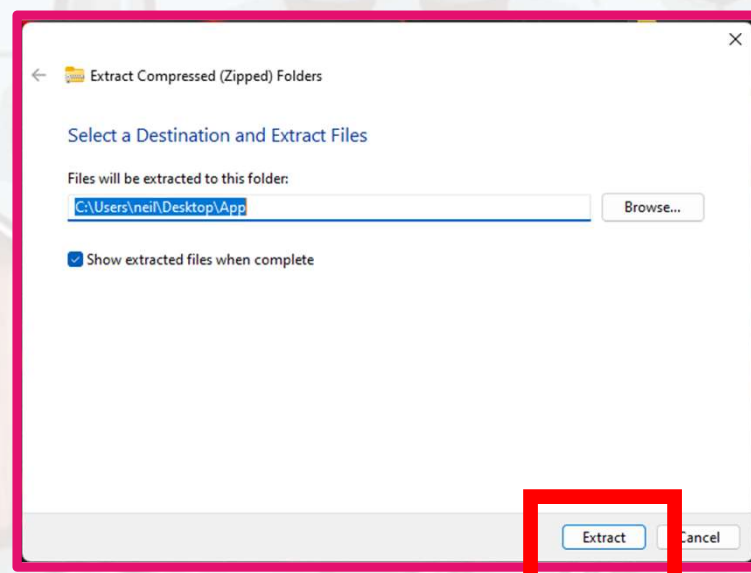 Extract Compressed (Zipped) Folders
Select a Destination and Extract Files
Files will be extracted to this folder:
C:\Users\neil\Desktop\App
Browse...
Show extracted files when complete
Extract
Cancel